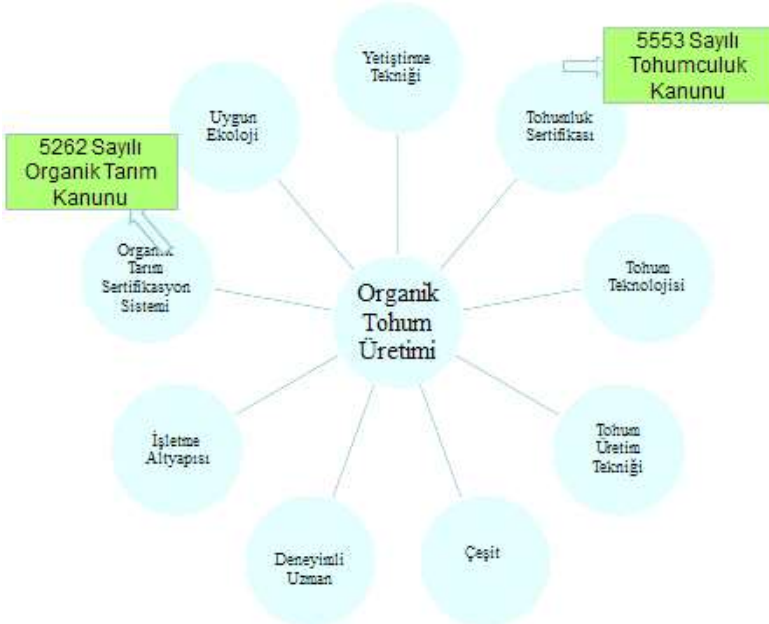 Yetiştirme
Tekniği
5553 Sayılı
Tohumculuk
Kanunu
Tohumluk
Sertifikası
Uygun
Ekoloji
5262 Sayılı
Organik Tarım
Kanunu
Organik
Tarım
Sertifikasyon
Sistemi
Tohum
Teknolojisi
Organik
Tohum
Üretimi
İşletme
Altyapısı
Tohum
Üretim
Tekniği
Deneyimli
Uzman
Çeşit